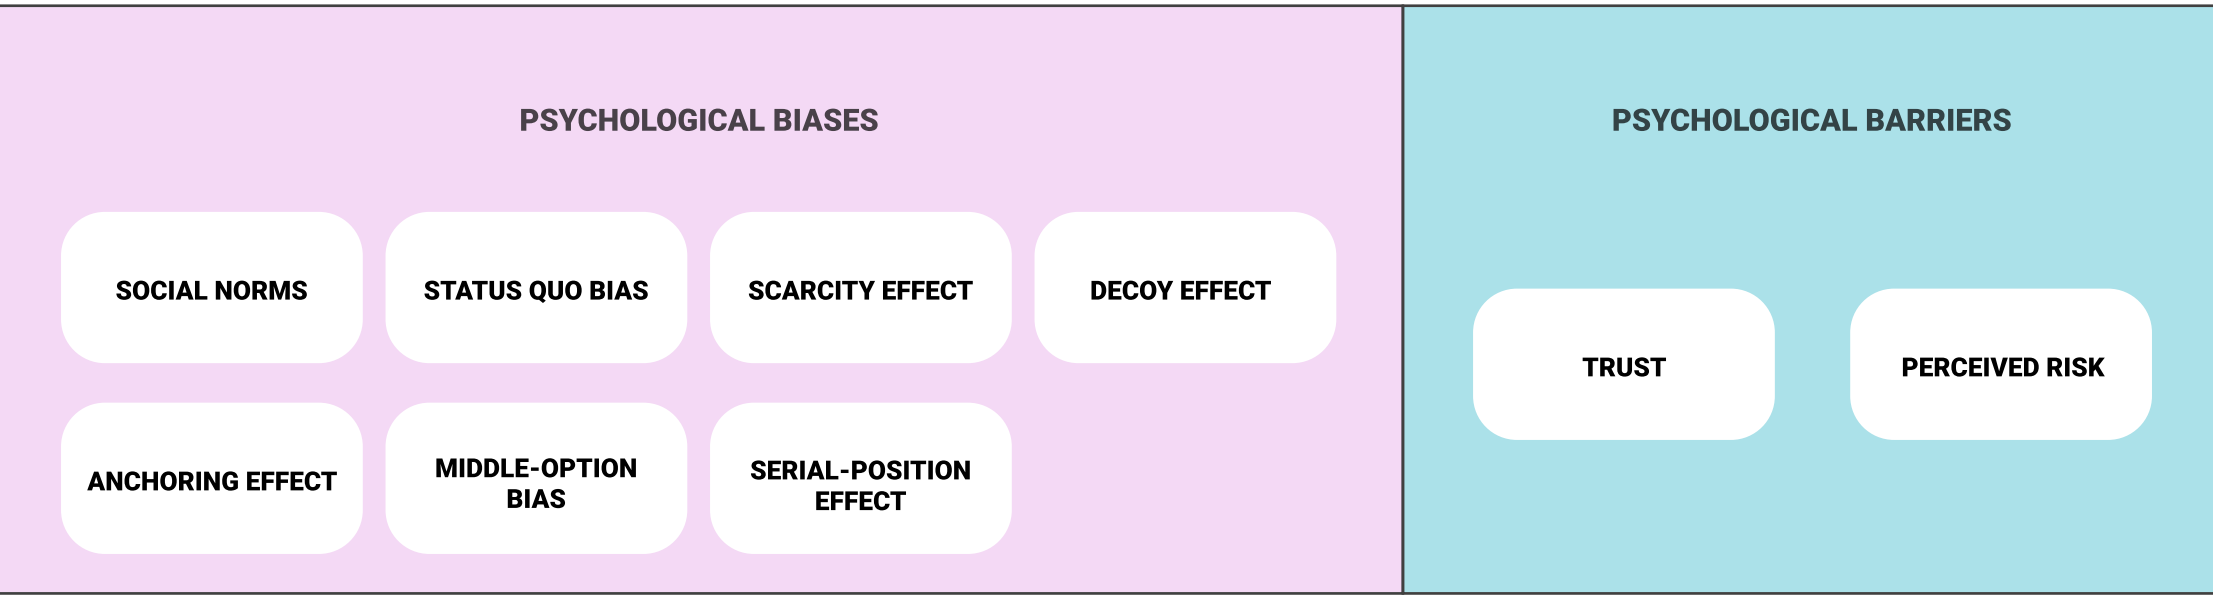 PSYCHOLOGICAL BIASES
SOCIAL NORMS
STATUS QUO BIAS
SCARCITY EFFECT
DECOY EFFECT
ANCHORING EFFECT
MIDDLE-OPTION
BIAS
SERIAL-POSITION
EFFECT
PSYCHOLOGICAL BARRIERS
TRUST
PERCEIVED RISK